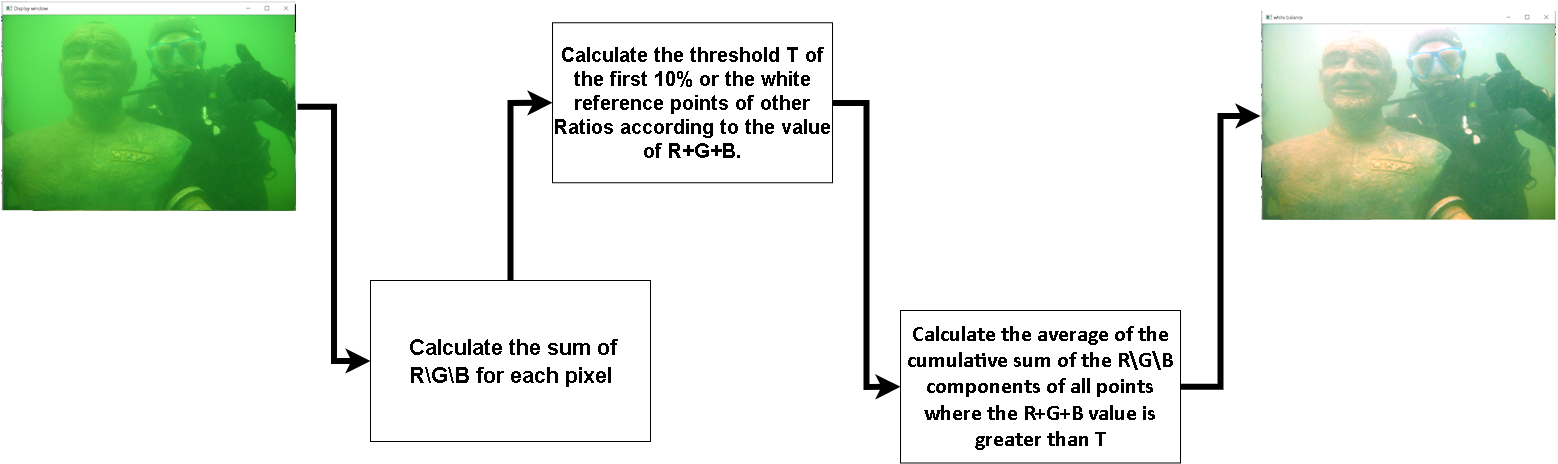 Display window
Calculate the sum of
R\G\B for each pixel
Calculate the threshold T of
the first 10% or the white
reference points of other
Ratios according to the value
of R+G+B.
Calculate the average of the
cumulative sum of the R\G\B
components of all points
where the R+G+B value is
greater than T
white balance